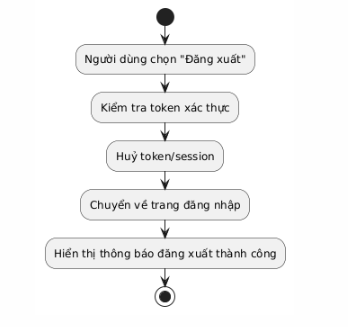 Người dùng chọn "Đăng xuất"
Kiểm tra token xác thực
Huỷ token/session
Chuyển về trang đăng nhập
Hiển thị thông báo đăng xuất thành công